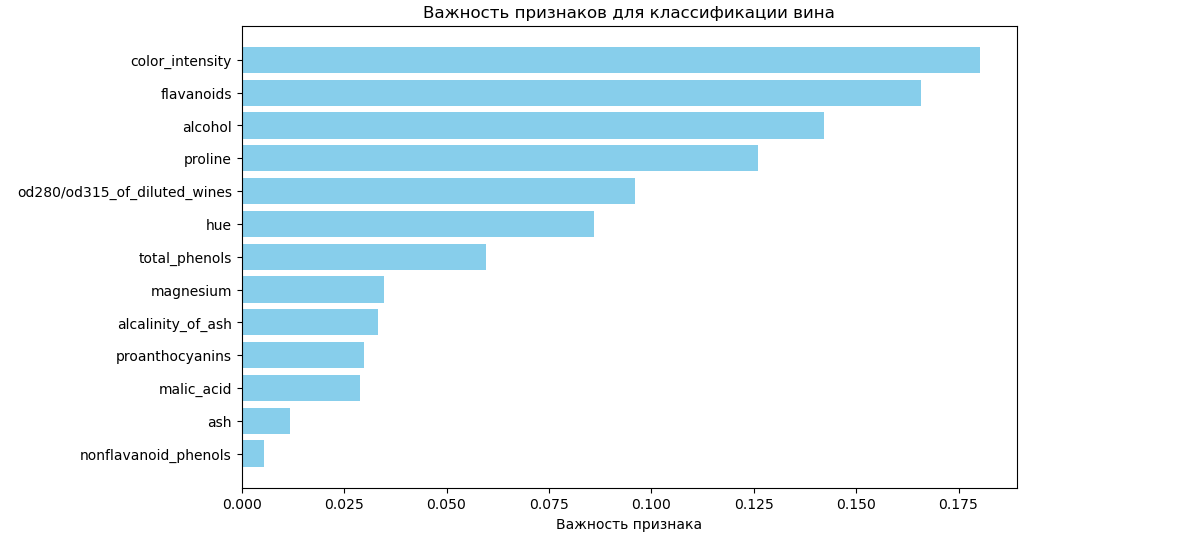 Важность признаков для классификации вина
color_intensity
flavanoids
alcohol
proline
od280/od315_of_diluted_wines
hue
total_phenols
magnesium
alcalinity_of_ash
proanthocyanins
malic_acid
ash
nonflavanoid_phenols
0.000 0.025 0.050 0.075 0.100 0.125 0.150 0.175
Важность признака